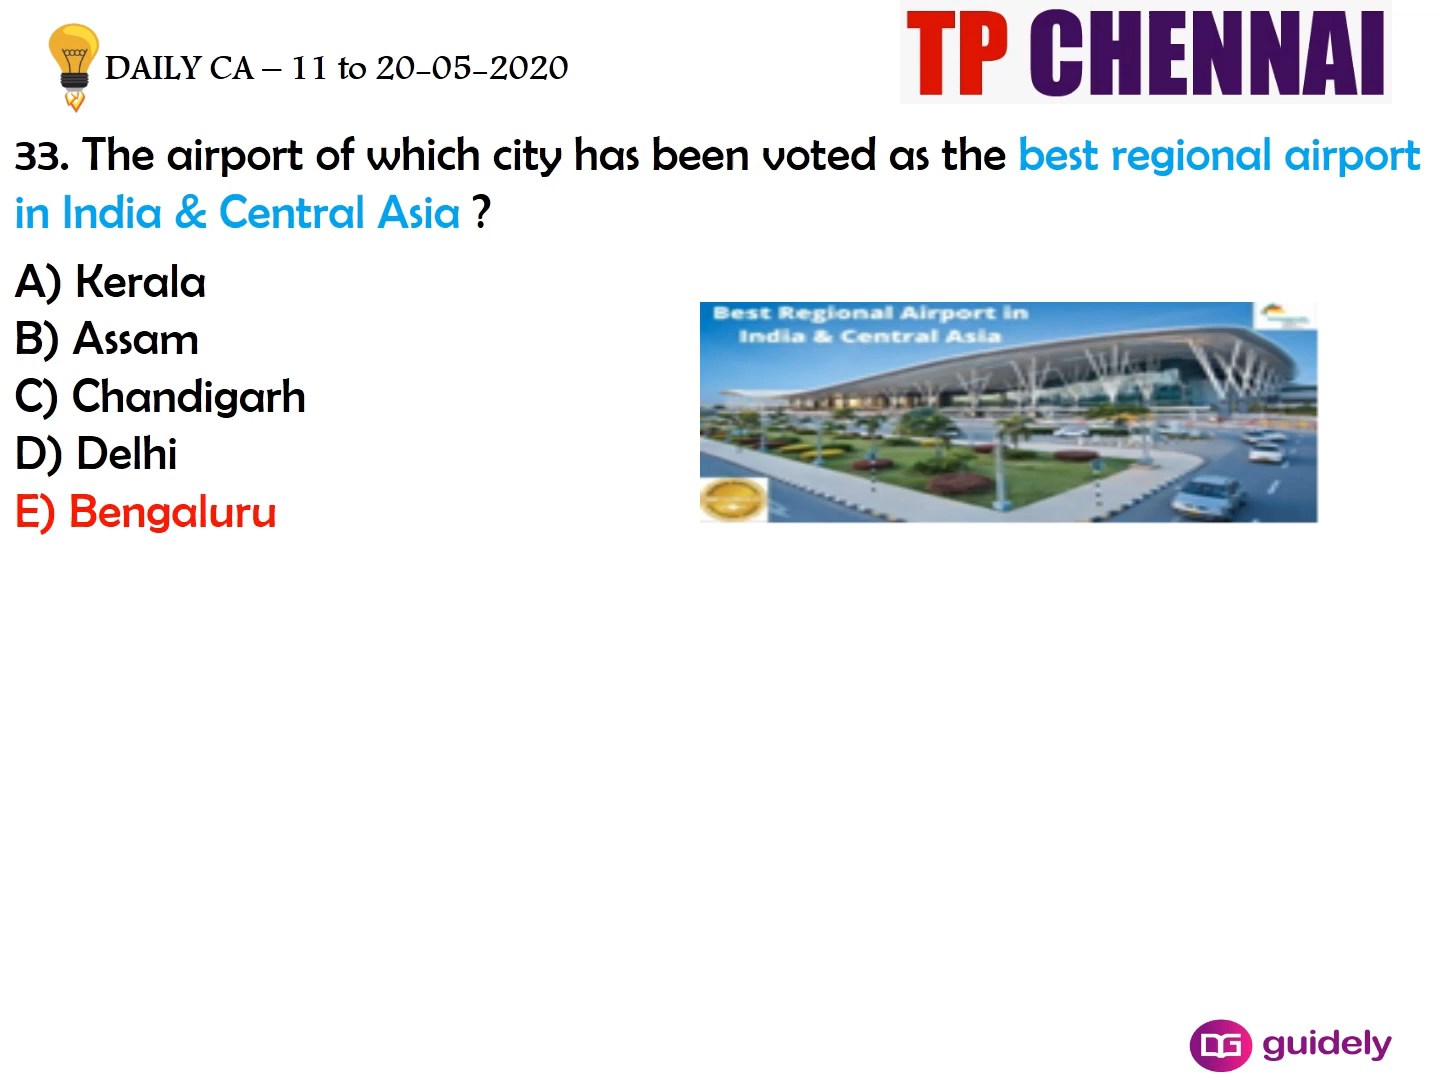 DAILY CA – 11 to 20-05-2020
TP CHENNAI
33. The airport of which city has been voted as the best regional airport
in India & Central Asia ?
A) Kerala
B) Assam
C) Chandigarh
D) Delhi
E) Bengaluru
Best Regional Airport in
India & Central Asia
guidely